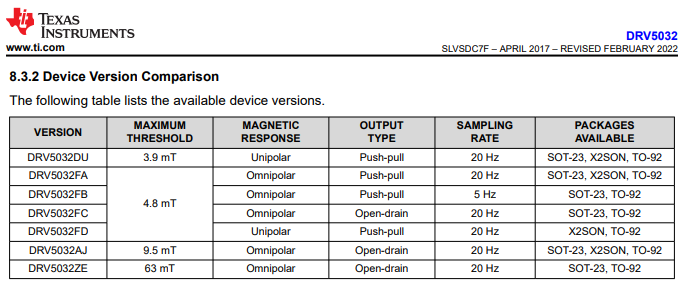 TEXAS
INSTRUMENTS
www.ti.com
DRV5032
SLVSDC7F – APRIL 2017 – REVISED FEBRUARY 2022
8.3.2 Device Version Comparison
The following table lists the available device versions.
VERSION MAXIMUM THRESHOLD MAGNETIC RESPONSE OUTPUT TYPE SAMPLING RATE PACKAGES AVAILABLE
DRV5032DU 3.9 mT Unipolar Push-pull 20 Hz SOT-23, X2SON, TO-92
DRV5032FA 4.8 mT Omnipolar Push-pull 20 Hz SOT-23, X2SON, TO-92
DRV5032FB Omnipolar Push-pull 5 Hz SOT-23, TO-92
DRV5032FC Omnipolar Open-drain 20 Hz SOT-23, TO-92
DRV5032FD Unipolar Push-pull 20 Hz X2SON, TO-92
DRV5032AJ 9.5 mT Omnipolar Open-drain 20 Hz SOT-23, X2SON, TO-92
DRV5032ZE 63 mT Omnipolar Open-drain 20 Hz SOT-23, TO-92